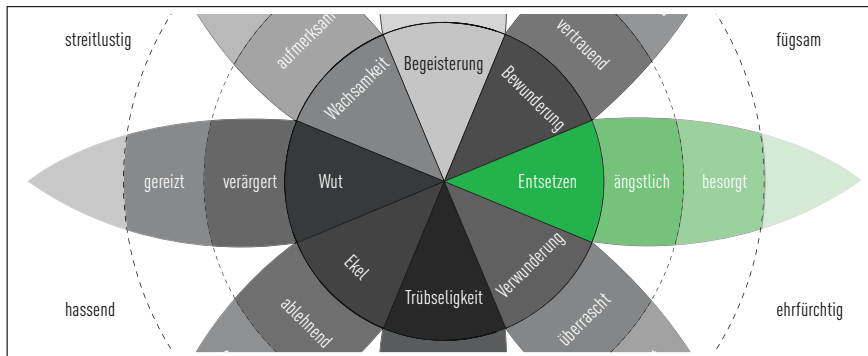 streitlustig
aufmerksam
vertrauend
fügsam
Wachsamkeit
Begeisterung
Bewunderung
gereizt
verärgert
Wut
Entsetzen
ängstlich
besorgt
Ekel
Trübseligkeit
Verwunderung
hassend
ablehnend
überrascht
ehrfürchtig